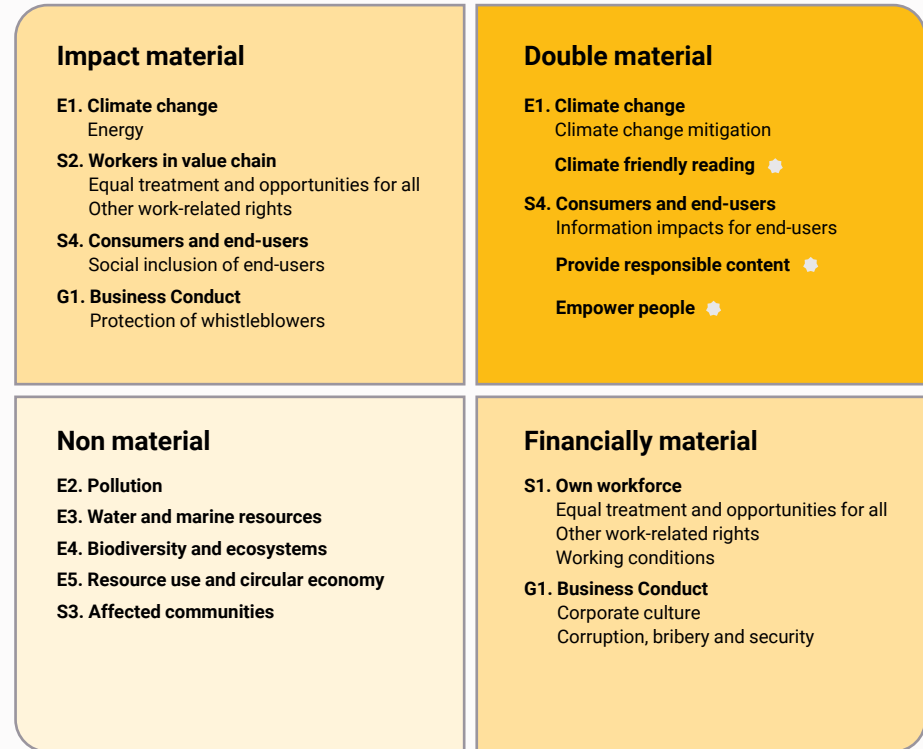 Impact material
E1. Climate change
Energy
S2. Workers in value chain
Equal treatment and opportunities for all
Other work-related rights
S4. Consumers and end-users
Social inclusion of end-users
G1. Business Conduct
Protection of whistleblowers
Double material
E1. Climate change
Climate change mitigation
Climate friendly reading
S4. Consumers and end-users
Information impacts for end-users
Provide responsible content
Empower people
Non material
E2. Pollution
E3. Water and marine resources
E4. Biodiversity and ecosystems
E5. Resource use and circular economy
S3. Affected communities
Financially material
S1. Own workforce
Equal treatment and opportunities for all
Other work-related rights
Working conditions
G1. Business Conduct
Corporate culture
Corruption, bribery and security